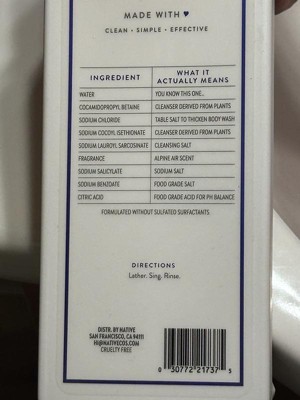 MADE WITH ♥
CLEAN • SIMPLE • EFFECTIVE
INGREDIENT WHAT IT ACTUALLY MEANS
WATER YOU KNOW THIS ONE...
COCAMIDOPROPYL BETAINE CLEANSER DERIVED FROM PLANTS
SODIUM CHLORIDE TABLE SALT TO THICKEN BODY WASH
SODIUM COCOYL ISETHIONATE CLEANSER DERIVED FROM PLANTS
SODIUM LAUROYL SARCOSINATE CLEANSING SALT
FRAGRANCE ALPINE AIR SCENT
SODIUM SALICYLATE SODIUM SALT
SODIUM BENZOATE FOOD GRADE SALT
CITRIC ACID FOOD GRADE ACID FOR PH BALANCE
FORMULATED WITHOUT SULFATED SURFACTANTS
DIRECTIONS
Lather. Sing. Rinse.
DISTR. BY NATIVE
SAN FRANCISCO, CA 94111
HI@NATIVECOS.COM
CRUELTY FREE
8 30772 21737 5